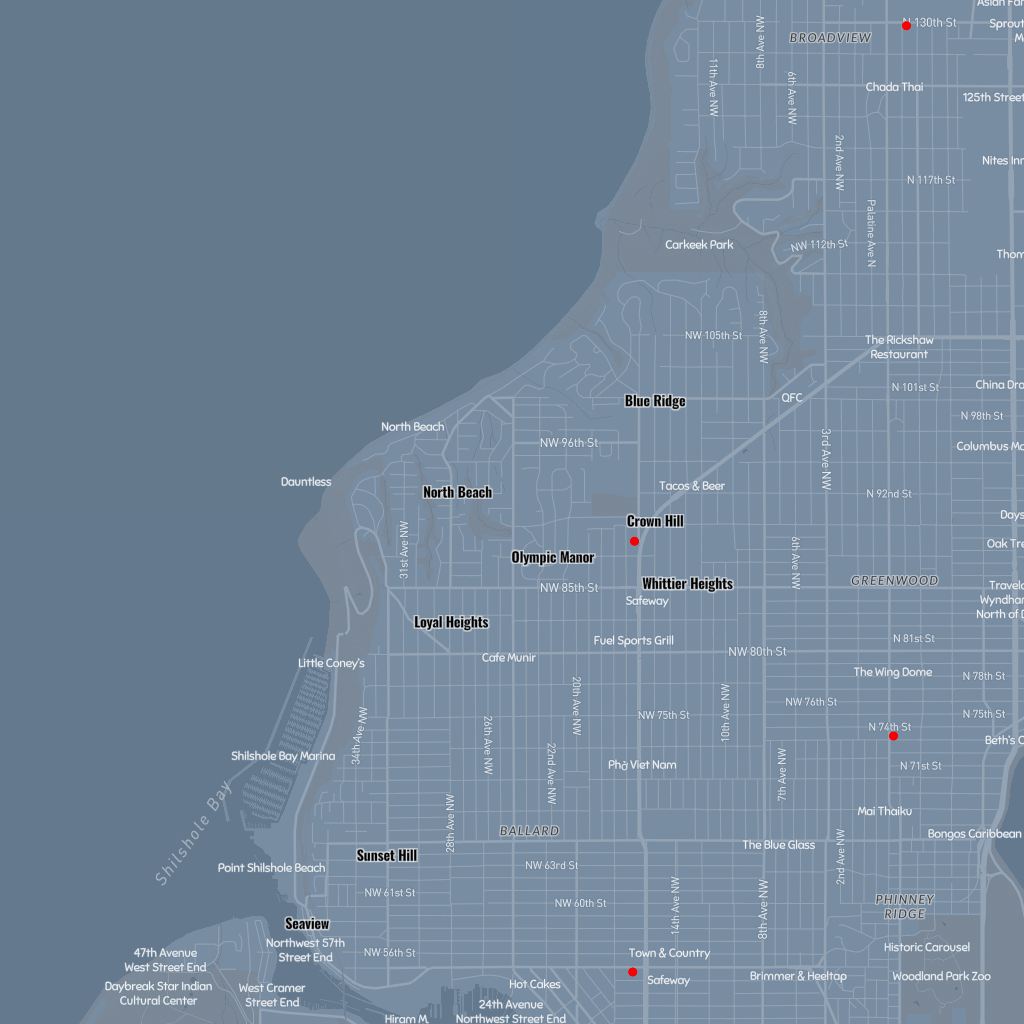 Asian Far
8th Ave NW
N 130th St
Sprout
M
BROADVIEW
11th Ave NW
6th Ave NW
Chada Thai
125th Street
2nd Ave NW
Nites Inn
N 117th St
Palatine Ave N
Carkeek Park
NW 112th St
Thom
8th Ave NW
NW 105th St
The Rickshaw
Restaurant
N 101st St
China Dra
QFC
Blue Ridge
N 98th St
North Beach
NW 96th St
3rd Ave NW
Columbus Mo
Dauntless
Tacos & Beer
North Beach
N 92nd St
Days
Crown Hill
31st Ave NW
Oak Tre
6th Ave NW
Olympic Manor
NW 85th St
Whittier Heights
GREENWOOD
Travelo
Wyndham
North of D
Safeway
Loyal Heights
Fuel Sports Grill
N 81st St
NW 80th St
Cafe Munir
Little Coney's
The Wing Dome
N 78th St
20th Ave NW
10th Ave NW
NW 76th St
34th Ave NW
26th Ave NW
NW 75th St
N 75th St
N 74th St
Beth's C
Shilshole Bay Marina
22nd Ave NW
Phở Viet Nam
7th Ave NW
N 71st St
Shilshole Bay
28th Ave NW
Mai Thaiku
BALLARD
Bongos Caribbean
The Blue Glass
2nd Ave NW
Sunset Hill
Point Shilshole Beach
NW 63rd St
NW 61st St
NW 60th St
14th Ave NW
8th Ave NW
PHINNEY
RIDGE
Seaview
Northwest 57th
Street End
47th Avenue
West Street End
NW 56th St
Town & Country
Historic Carousel
Safeway
Brimmer & Heeltap
Woodland Park Zoo
Hot Cakes
Daybreak Star Indian
Cultural Center
West Cramer
Street End
24th Avenue
Northwest Street End
Hiram M.